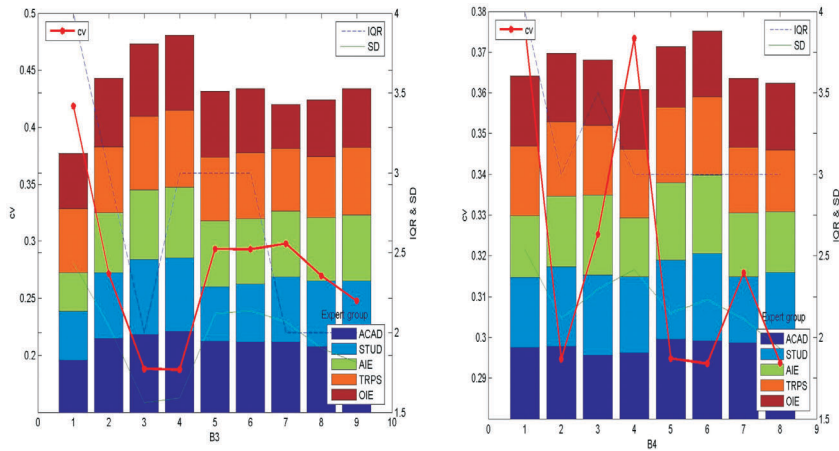 0.5
0.45
0.4
0.35
0.3
0.25
0.2
cv
cv
IQR
SD
4
3.5
3
2.5
2
1.5
IQR & SD
Expert group
ACAD
STUD
AIE
TRPS
OIE
0 1 2 3 4 5 6 7 8 9 10
B3
0.38
0.37
0.36
0.35
0.34
0.33
0.32
0.31
0.3
0.29
cv
cv
IQR
SD
4
3.5
3
2.5
2
1.5
IQR & SD
Expert group
ACAD
STUD
AIE
TRPS
OIE
0 1 2 3 4 5 6 7 8 9
B4